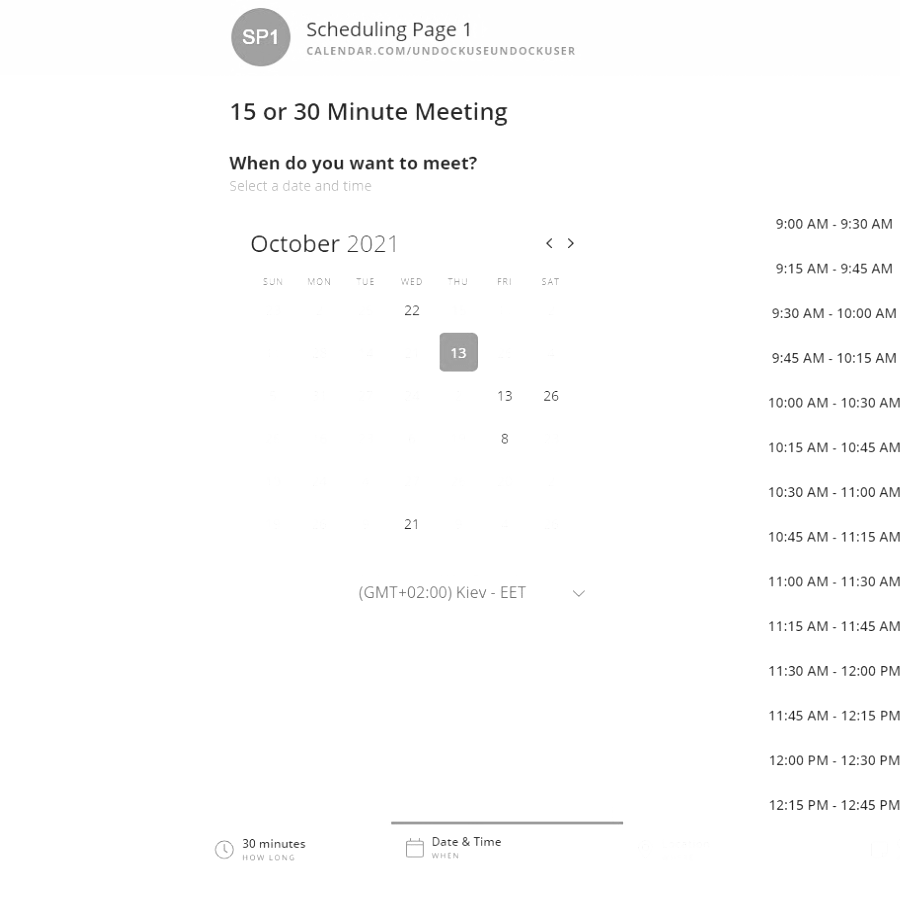 SP1
Scheduling Page 1
CALENDAR.COM/UNDOCKUSEUNDOCKUSER
15 or 30 Minute Meeting
When do you want to meet?
Select a date and time
October 2021
SUN MON TUE WED THU FRI SAT
22
13
13 26
8
21
(GMT+02:00) Kiev - EET
9:00 AM - 9:30 AM
9:15 AM - 9:45 AM
9:30 AM - 10:00 AM
9:45 AM - 10:15 AM
10:00 AM - 10:30 AM
10:15 AM - 10:45 AM
10:30 AM - 11:00 AM
10:45 AM - 11:15 AM
11:00 AM - 11:30 AM
11:15 AM - 11:45 AM
11:30 AM - 12:00 PM
11:45 AM - 12:15 PM
12:00 PM - 12:30 PM
12:15 PM - 12:45 PM
30 minutes
HOW LONG
Date & Time
WHEN